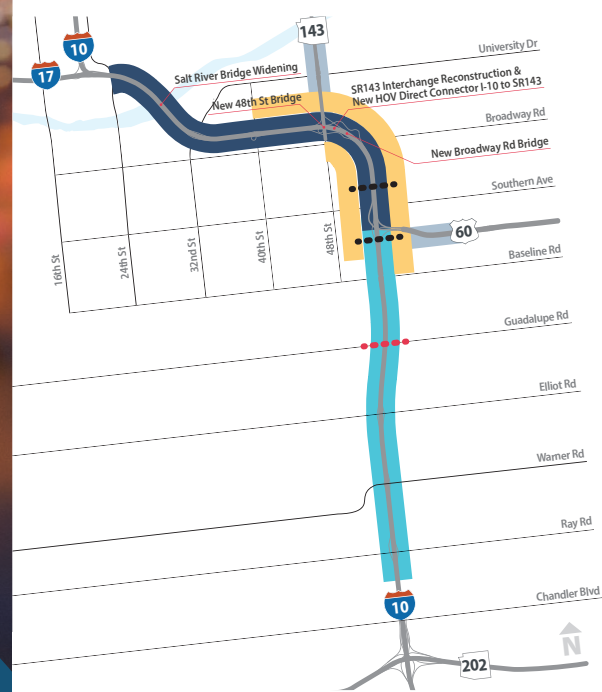 143
10
17
University Dr
Salt River Bridge Widening
SR143 Interchange Reconstruction &
New HOV Direct Connector I-10 to SR143
New 48th St Bridge
Broadway Rd
New Broadway Rd Bridge
Southern Ave
60
16th St
24th St
32nd St
40th St
48th St
Baseline Rd
Guadalupe Rd
Elliot Rd
Warner Rd
Ray Rd
Chandler Blvd
10
N
202